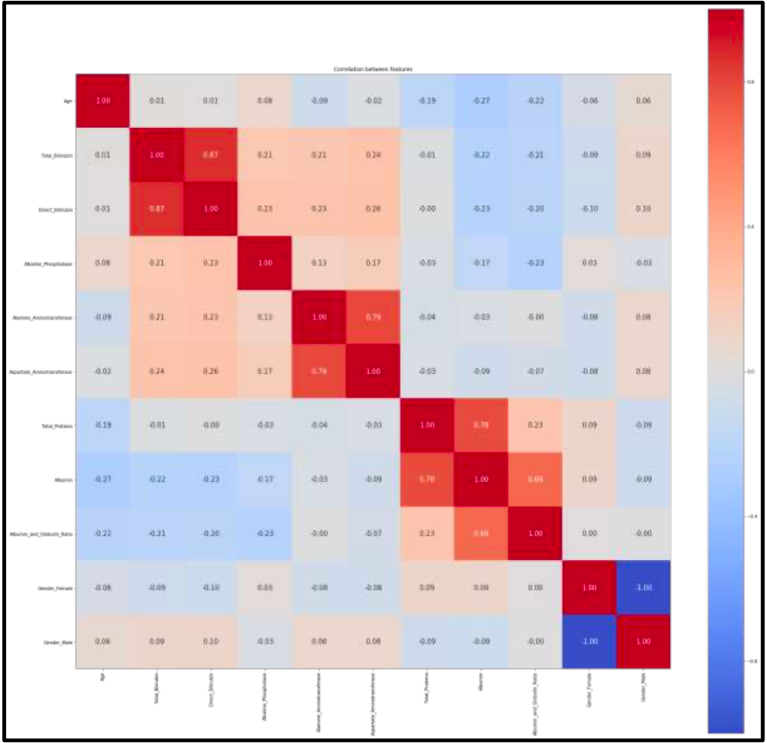 Correlation between features
Age 1.00 0.01 0.01 0.08 -0.09 -0.02 -0.19 -0.27 -0.22 -0.06 0.06
Total_Bilirubin 0.01 1.00 0.87 0.21 0.21 0.24 -0.01 -0.22 -0.21 -0.09 0.09
Direct_Bilirubin 0.01 0.87 1.00 0.23 0.23 0.26 -0.00 -0.23 -0.20 -0.10 0.10
Alkaline_Phosphotase 0.08 0.21 0.23 1.00 0.13 0.17 -0.03 -0.17 -0.23 0.03 -0.03
Alamine_Aminotransferase -0.09 0.21 0.23 0.13 1.00 0.79 -0.04 -0.03 -0.00 -0.08 0.08
Aspartate_Aminotransferase -0.02 0.24 0.26 0.17 0.79 1.00 -0.03 -0.09 -0.07 -0.08 0.08
Total_Protiens -0.19 -0.01 -0.00 -0.03 -0.04 -0.03 1.00 0.78 0.23 0.09 -0.09
Albumin -0.27 -0.22 -0.23 -0.17 -0.03 -0.09 0.78 1.00 0.69 0.09 -0.09
Albumin_and_Globulin_Ratio -0.22 -0.21 -0.20 -0.23 -0.00 -0.07 0.23 0.69 1.00 0.00 -0.00
Gender_Female -0.06 -0.09 -0.10 0.03 -0.08 -0.08 0.09 0.09 0.00 1.00 -1.00
Gender_Male 0.06 0.09 0.10 -0.03 0.08 0.08 -0.09 -0.09 -0.00 -1.00 1.00
Age Total_Bilirubin Direct_Bilirubin Alkaline_Phosphotase Alamine_Aminotransferase Aspartate_Aminotransferase Total_Protiens Albumin Albumin_and_Globulin_Ratio Gender_Female Gender_Male
0.8
0.4
0.0
-0.4
-0.8